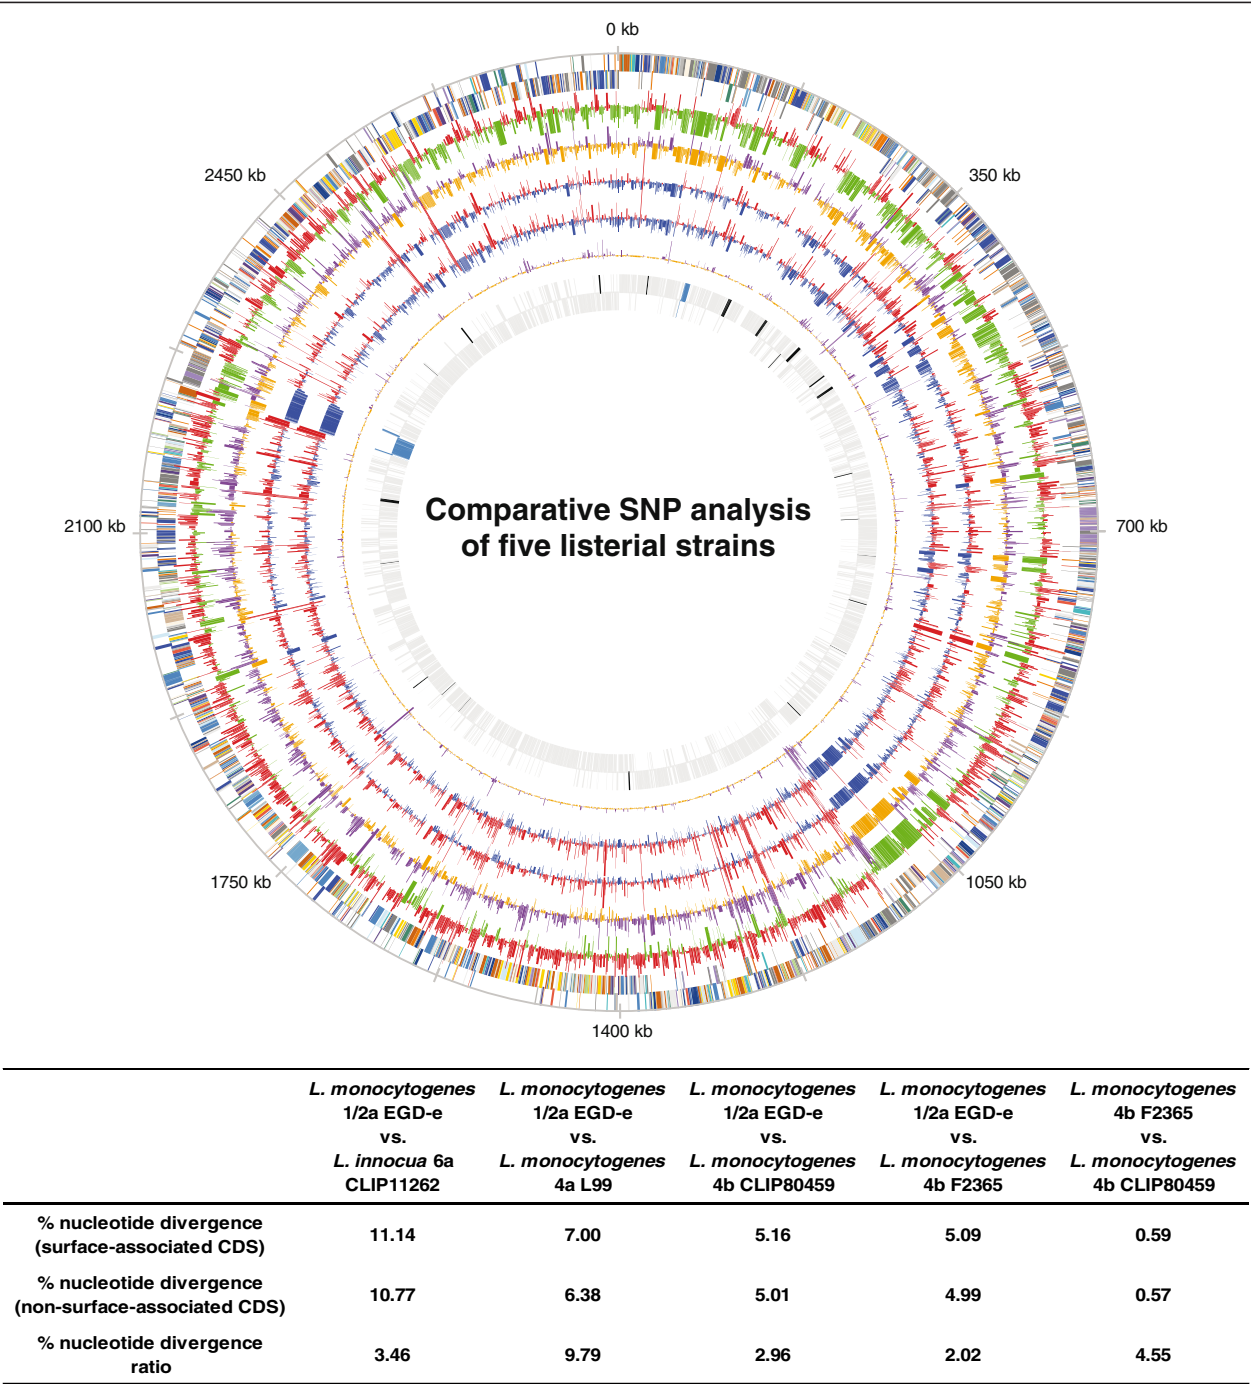 0 kb
2450 kb
350 kb
Comparative SNP analysis
of five listerial strains
2100 kb
700 kb
1750 kb
1050 kb
1400 kb
L. monocytogenes 1/2a EGD-e vs. L. innocua 6a CLIP11262
L. monocytogenes 1/2a EGD-e vs. L. monocytogenes 4a L99
L. monocytogenes 1/2a EGD-e vs. L. monocytogenes 4b CLIP80459
L. monocytogenes 1/2a EGD-e vs. L. monocytogenes 4b F2365
L. monocytogenes 4b F2365 vs. L. monocytogenes 4b CLIP80459
% nucleotide divergence
(surface-associated CDS)
11.14 7.00 5.16 5.09 0.59
% nucleotide divergence
(non-surface-associated CDS)
10.77 6.38 5.01 4.99 0.57
% nucleotide divergence
ratio
3.46 9.79 2.96 2.02 4.55